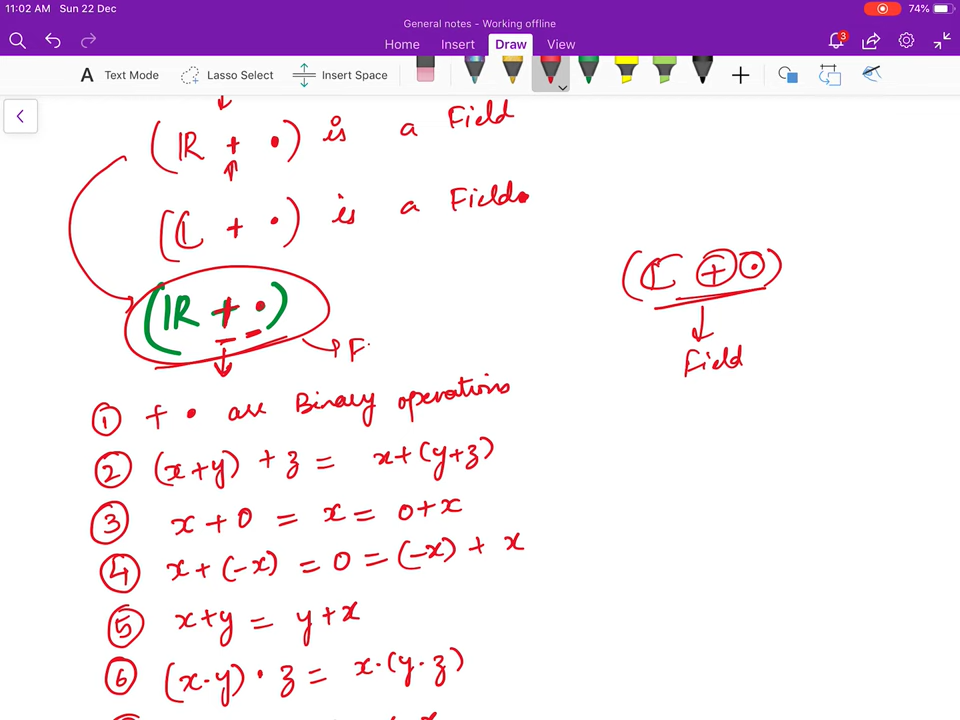 11:02 AM Sun 22 Dec
74%
General notes - Working offline
Home Insert Draw View
3
A Text Mode Lasso Select Insert Space
(ℝ + •) is a Field
(ℂ + •) is a Field
(ℂ + •)
Field
(ℝ + •)
F
① + • are Binary operations
② (x+y) + z = x+(y+z)
③ x + 0 = x = 0+x
④ x + (-x) = 0 = (-x) + x
⑤ x+y = y+x
⑥ (x·y) · z = x·(y·z)